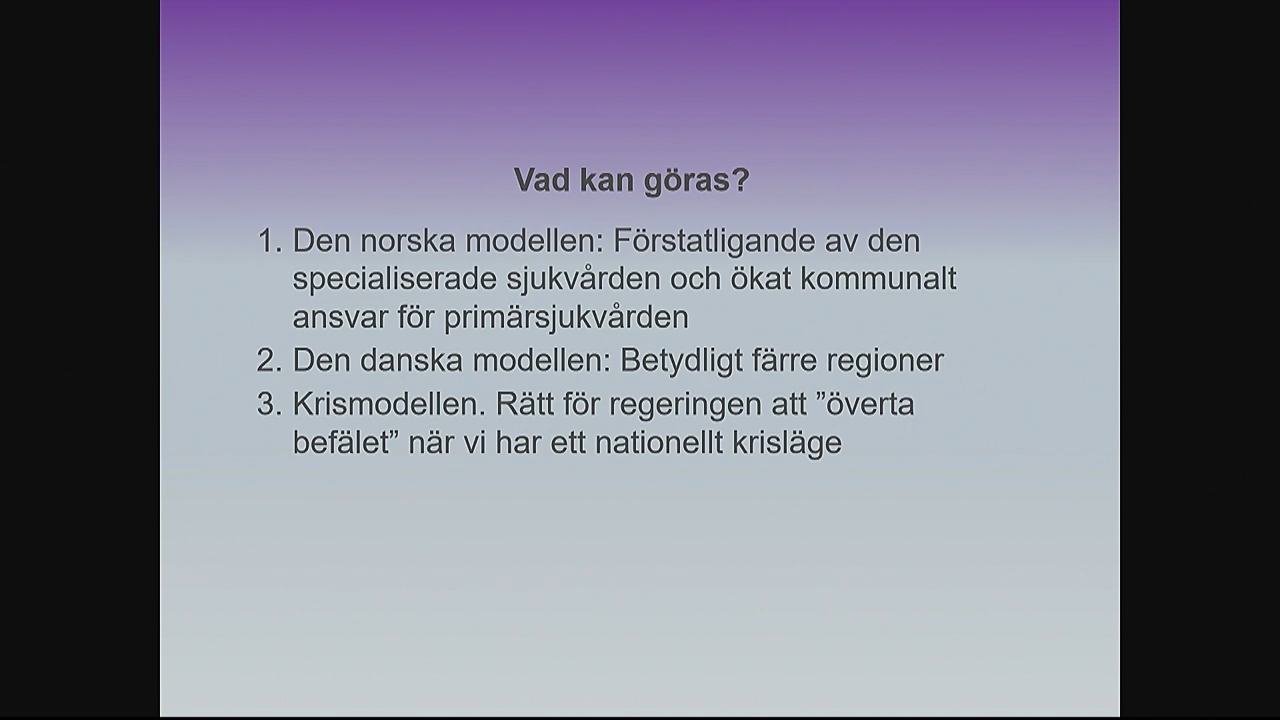 Vad kan göras?
1. Den norska modellen: Förstatligande av den
specialiserade sjukvården och ökat kommunalt
ansvar för primärsjukvården
2. Den danska modellen: Betydligt färre regioner
3. Krismodellen. Rätt för regeringen att ”överta
befälet” när vi har ett nationellt krisläge